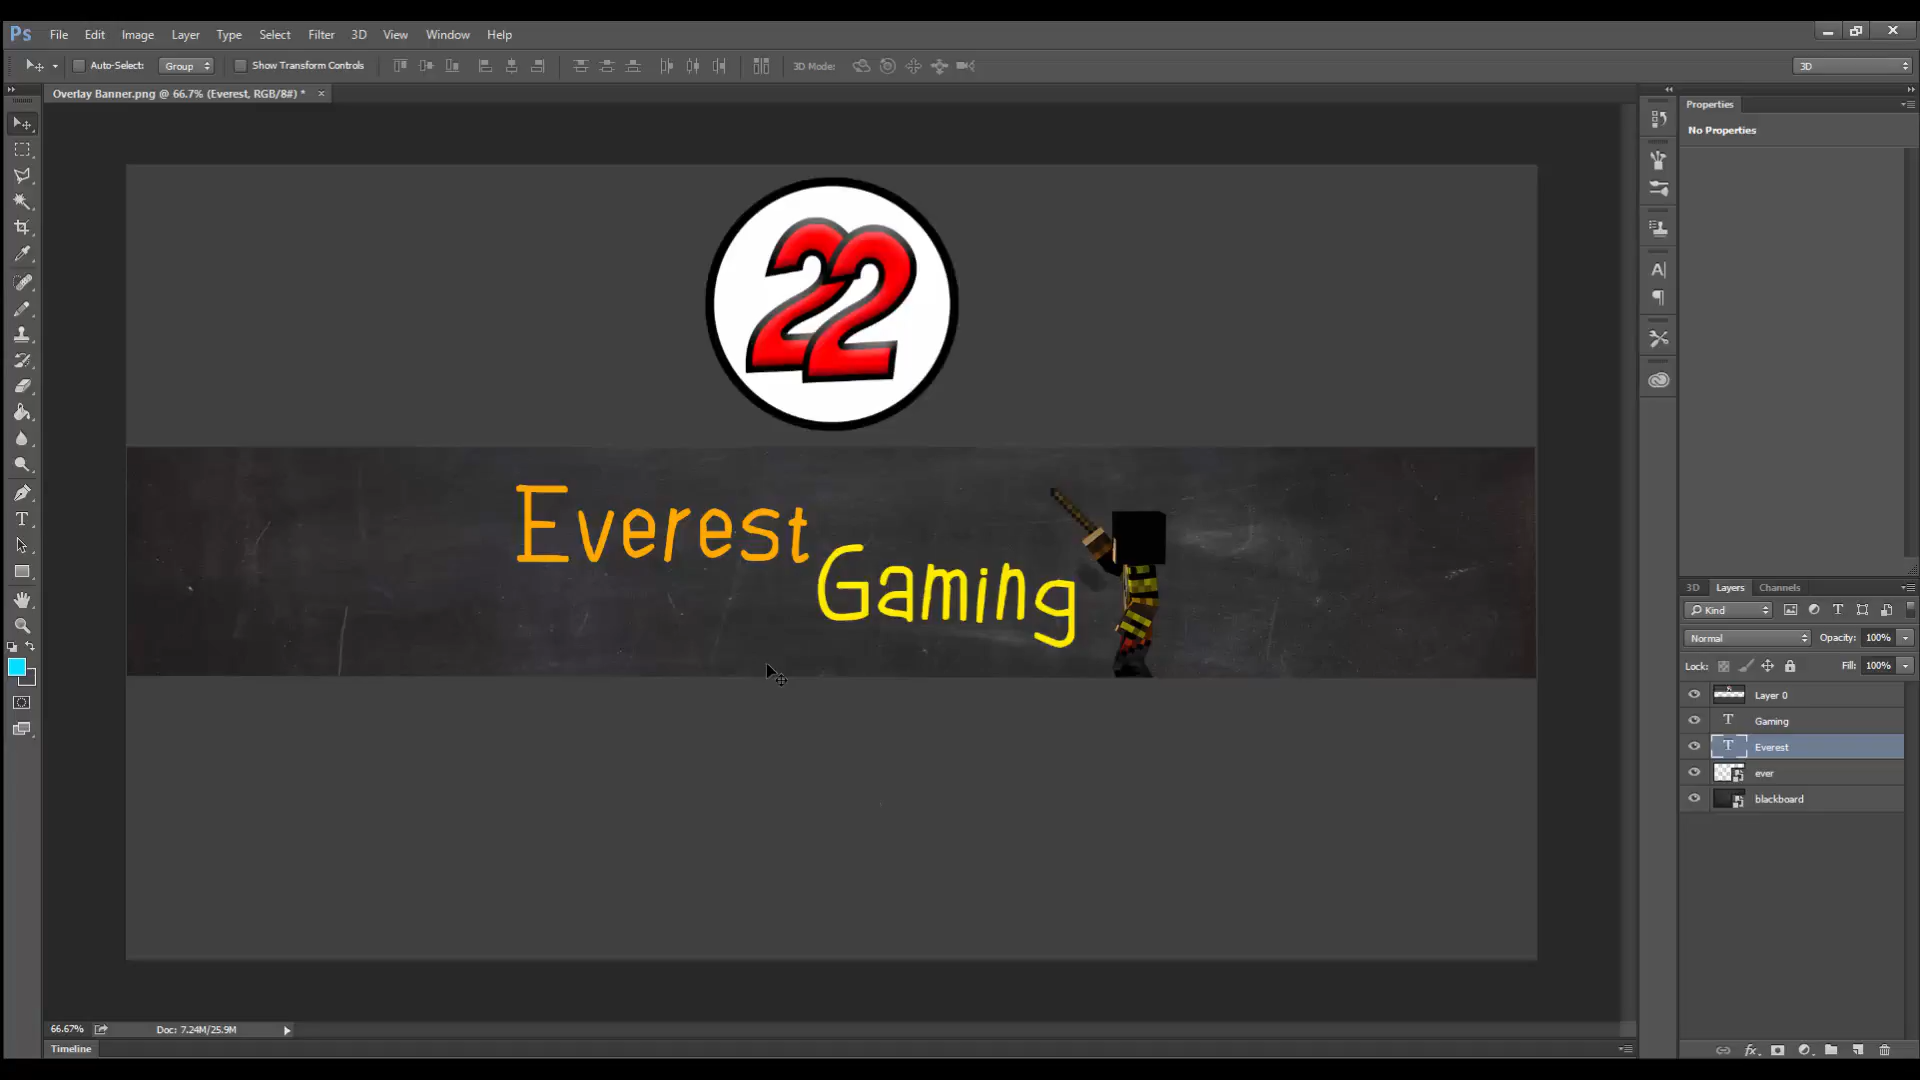 Ps File Edit Image Layer Type Select Filter 3D View Window Help
Auto-Select: Group Show Transform Controls 3D Mode: 3D
Overlay Banner.png @ 66.7% (Everest, RGB/8#) * ×
Properties
No Properties
22
Everest
Gaming
3D Layers Channels
Kind
Normal Opacity: 100%
Lock: Fill: 100%
Layer 0
T Gaming
T Everest
ever
blackboard
66.67% Doc: 7.24M/25.9M
Timeline